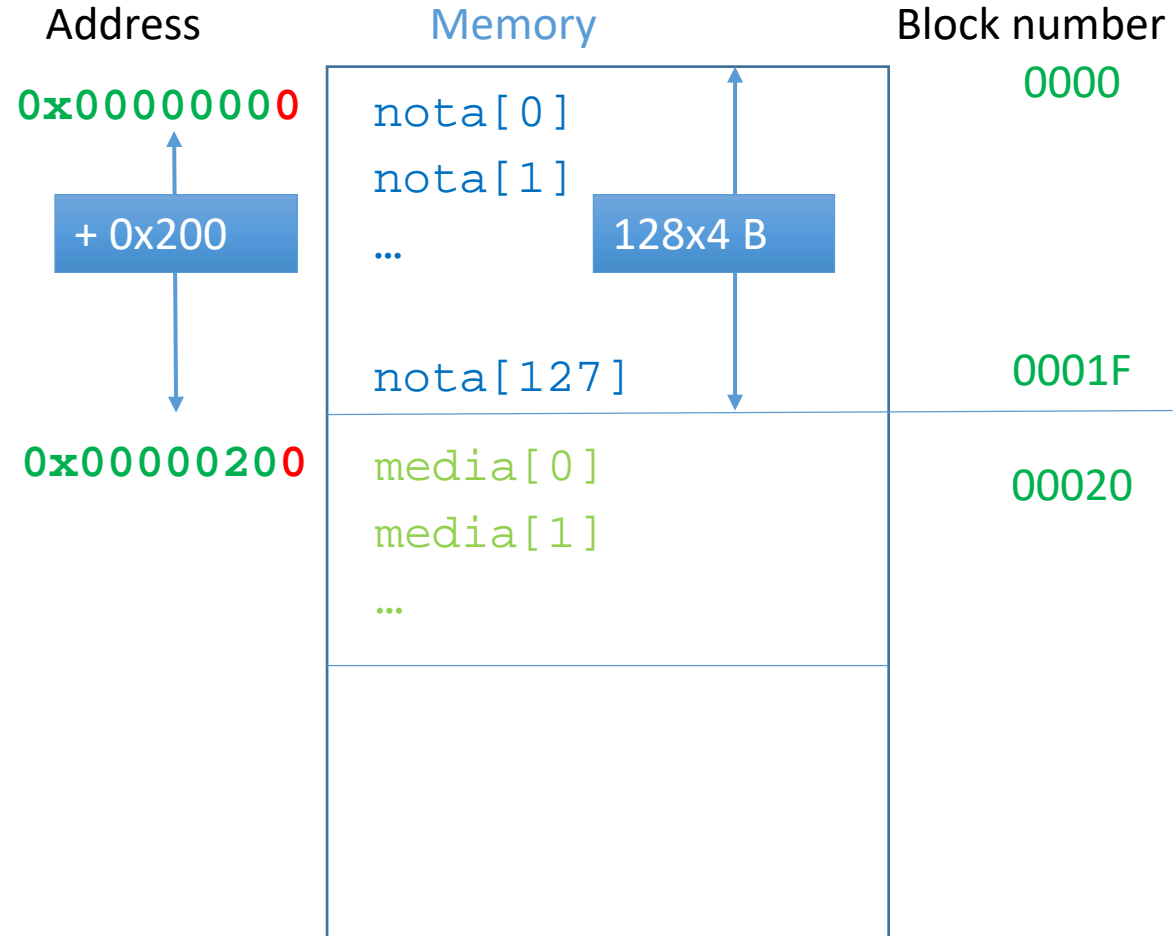 Address Memory Block number
0x00000000 nota[0] 0000
nota[1]
+ 0x200 … 128x4 B
nota[127] 0001F
0x00000200 media[0] 00020
media[1]
…